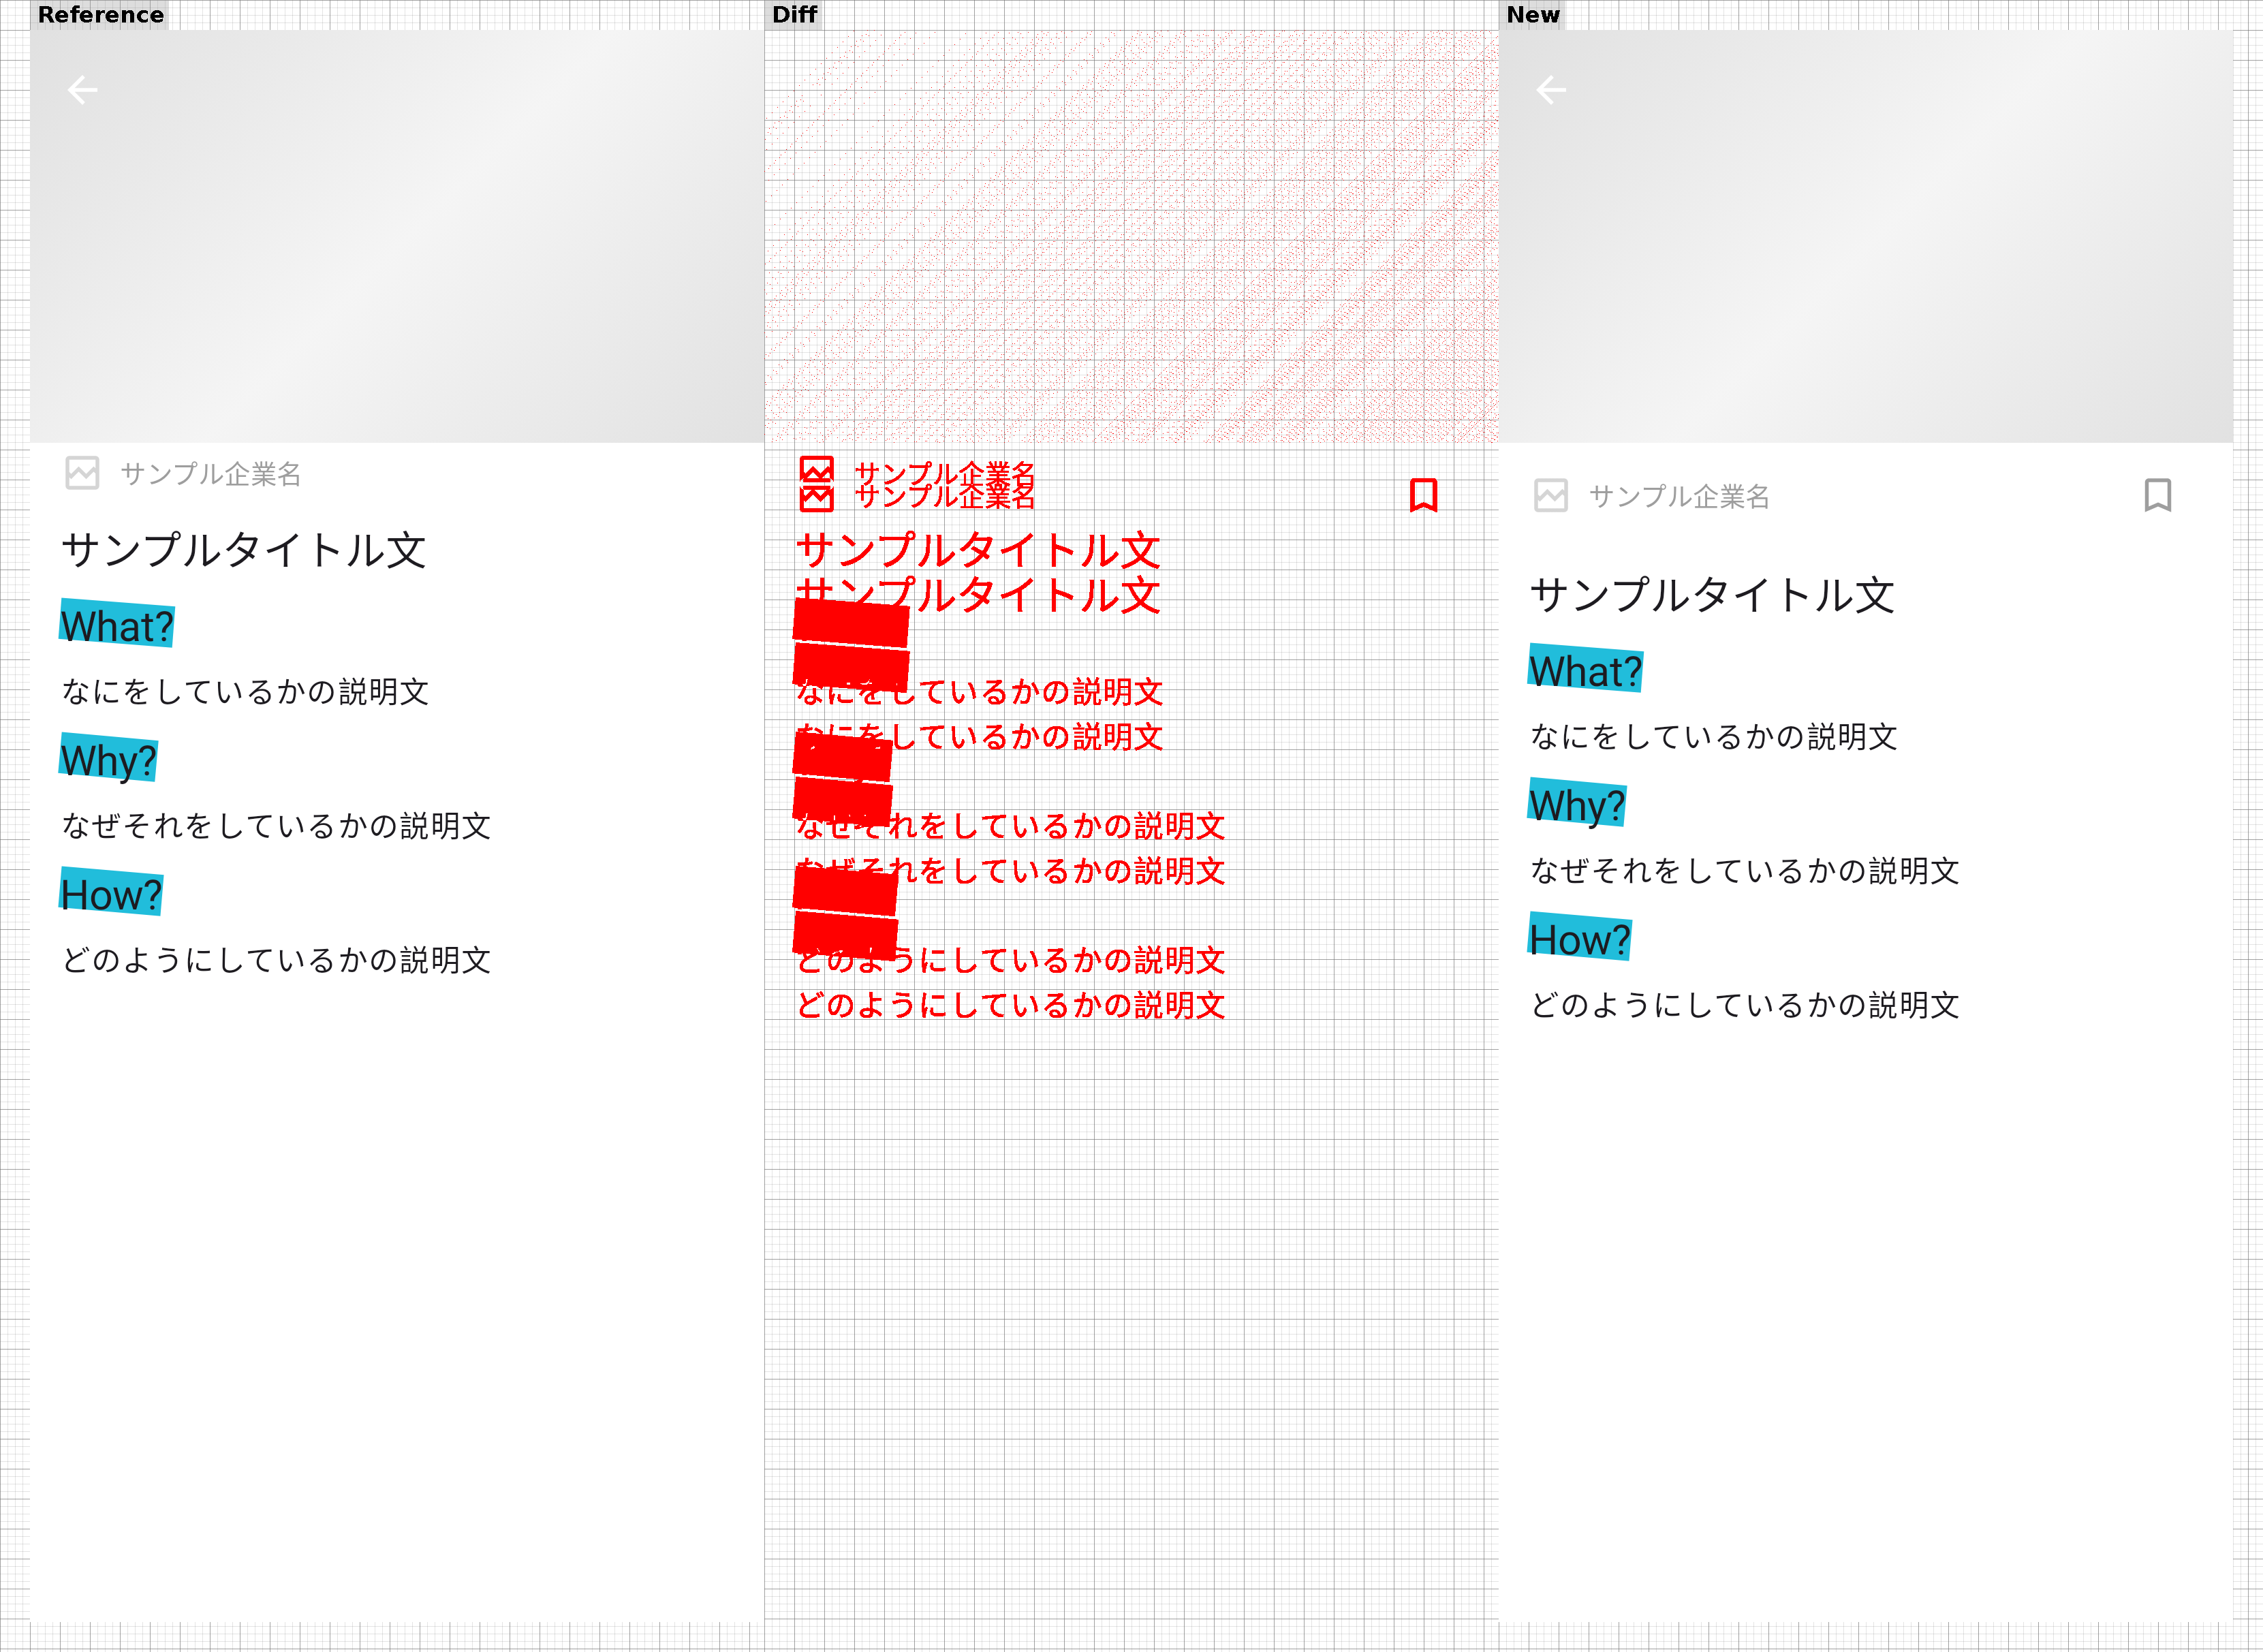 Reference
サンプル企業名
サンプルタイトル文
What?
なにをしているかの説明文
Why?
なぜそれをしているかの説明文
How?
どのようにしているかの説明文
Diff
サンプル企業名
サンプル企業名
サンプルタイトル文
サンプルタイトル文
なにをしているかの説明文
なにをしているかの説明文
なぜそれをしているかの説明文
なぜそれをしているかの説明文
どのようにしているかの説明文
どのようにしているかの説明文
New
サンプル企業名
サンプルタイトル文
What?
なにをしているかの説明文
Why?
なぜそれをしているかの説明文
How?
どのようにしているかの説明文